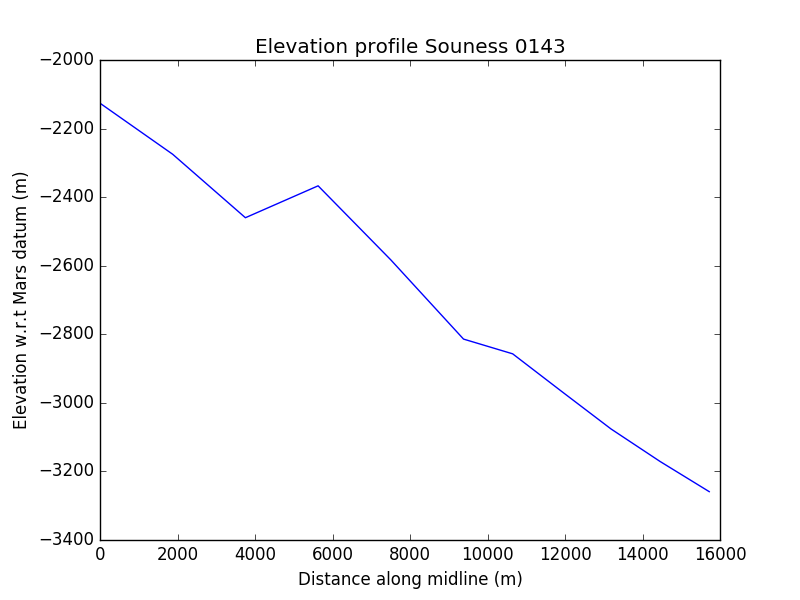 Elevation profile Souness 0143
−2000
−2200
−2400
−2600
−2800
−3000
−3200
−3400
Elevation w.r.t Mars datum (m)
0 2000 4000 6000 8000 10000 12000 14000 16000
Distance along midline (m)